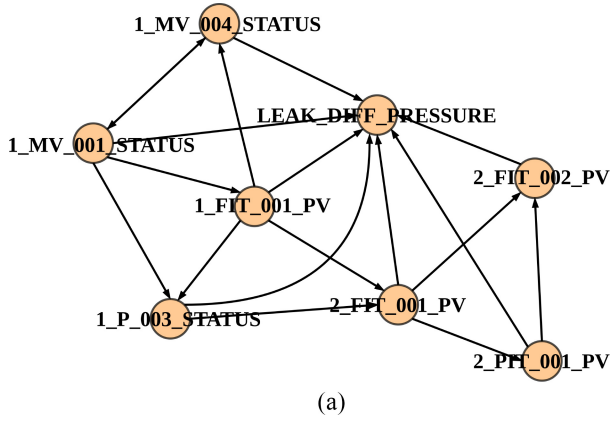 1_MV_004_STATUS
LEAK_DIFF_PRESSURE
1_MV_001_STATUS
2_FIT_002_PV
1_FIT_001_PV
2_FIT_001_PV
1_P_003_STATUS
2_PIT_001_PV
(a)